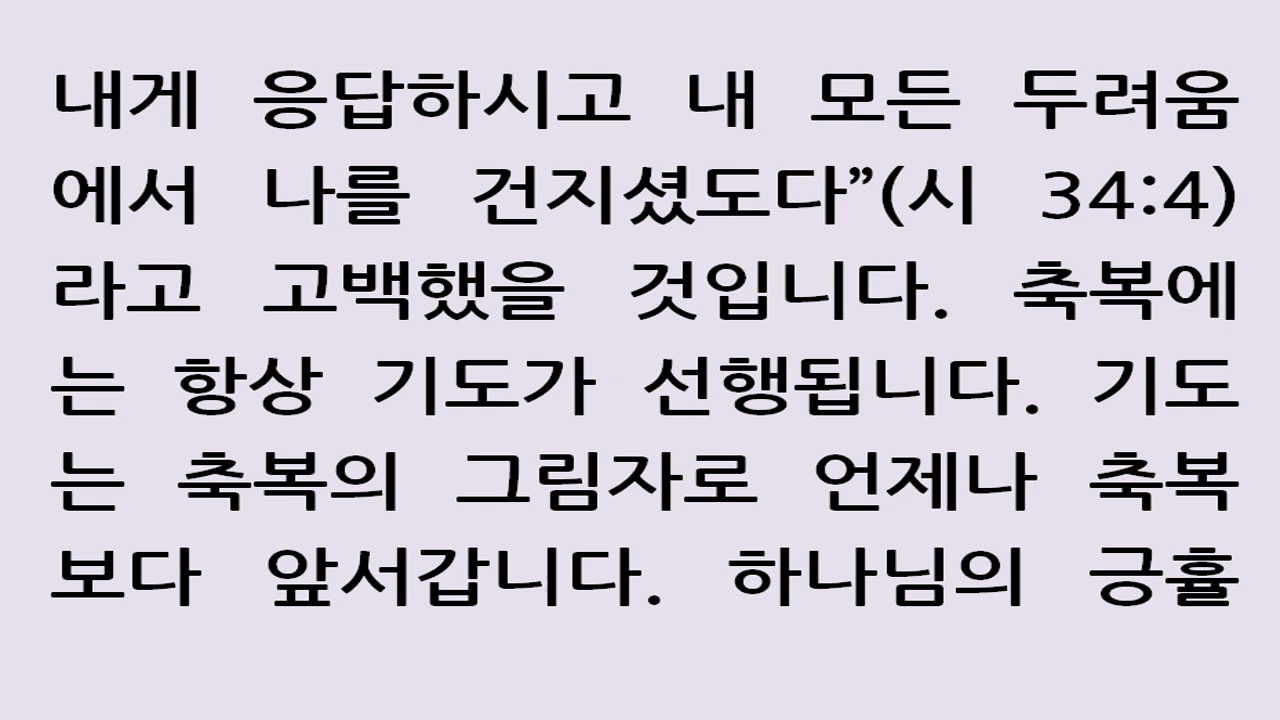 내게 응답하시고 내 모든 두려움
에서 나를 건지셨도다”(시 34:4)
라고 고백했을 것입니다. 축복에
는 항상 기도가 선행됩니다. 기도
는 축복의 그림자로 언제나 축복
보다 앞서갑니다. 하나님의 긍휼